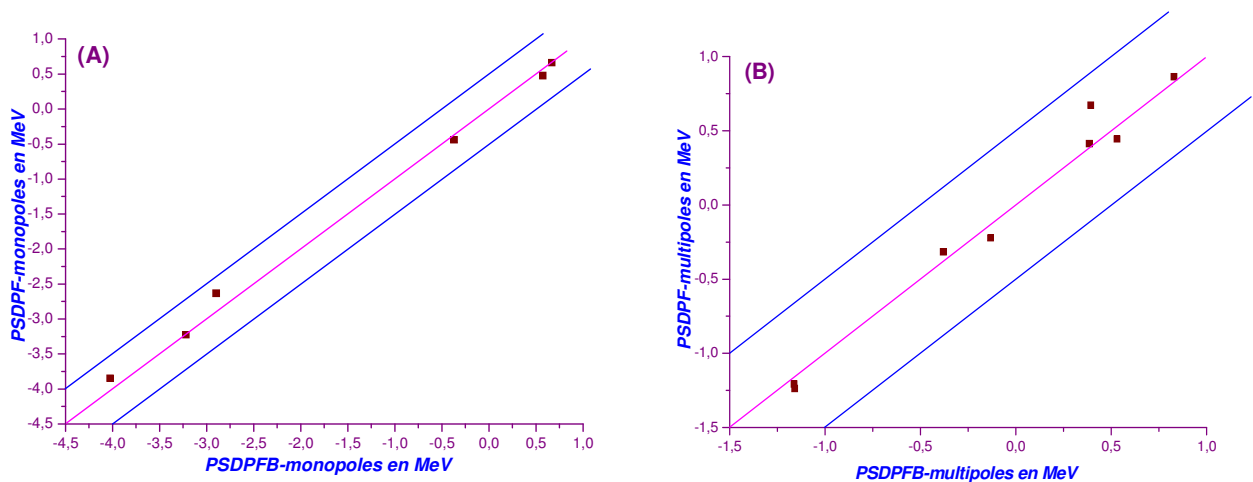 (A)
PSDPF-monopoles en MeV
1,0
0,5
0,0
-0,5
-1,0
-1,5
-2,0
-2,5
-3,0
-3,5
-4,0
-4,5
-4,5 -4,0 -3,5 -3,0 -2,5 -2,0 -1,5 -1,0 -0,5 0,0 0,5 1,0
PSDPFB-monopoles en MeV
(B)
PSDPF-multipoles en MeV
1,0
0,5
0,0
-0,5
-1,0
-1,5
-1,5 -1,0 -0,5 0,0 0,5 1,0
PSDPFB-multipoles en MeV